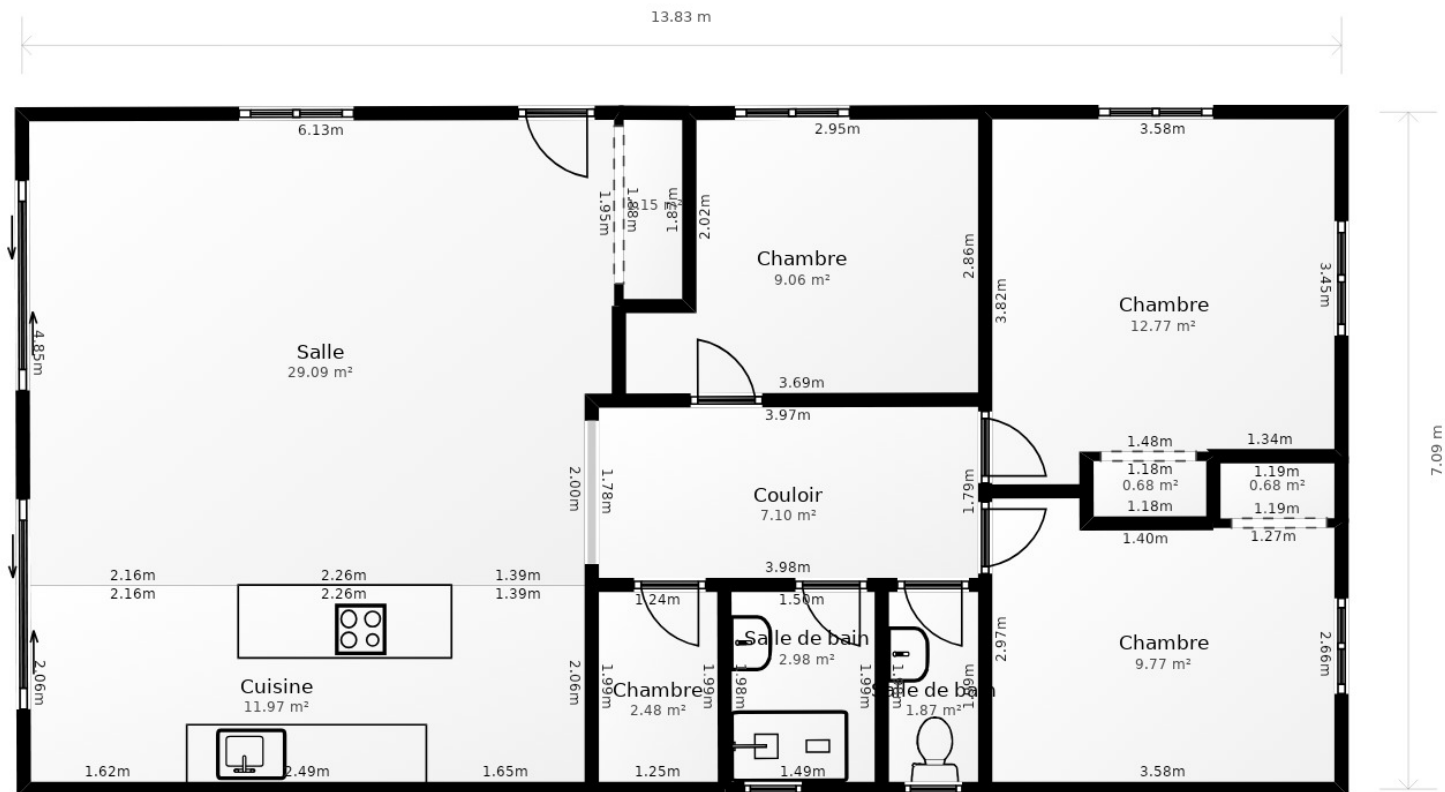 13.83 m
6.13m
2.95m
3.58m
1.95m
1.87m
2.02m
2.86m
3.82m
3.45m
7.09 m
Chambre
9.06 m²
Chambre
12.77 m²
Salle
29.09 m²
4.85m
3.69m
3.97m
1.48m
1.34m
1.18m
0.68 m²
1.18m
1.19m
0.68 m²
1.19m
1.40m
1.27m
2.00m
1.78m
Couloir
7.10 m²
1.79m
3.98m
2.16m
2.26m
1.39m
2.16m
2.26m
1.39m
1.24m
1.50m
2.06m
Cuisine
11.97 m²
2.06m
1.99m
Chambre
2.48 m²
1.99m
1.98m
Salle de bain
2.98 m²
1.99m
Salle de bain
1.87 m²
2.97m
Chambre
9.77 m²
2.66m
1.62m
2.49m
1.65m
1.25m
1.49m
3.58m